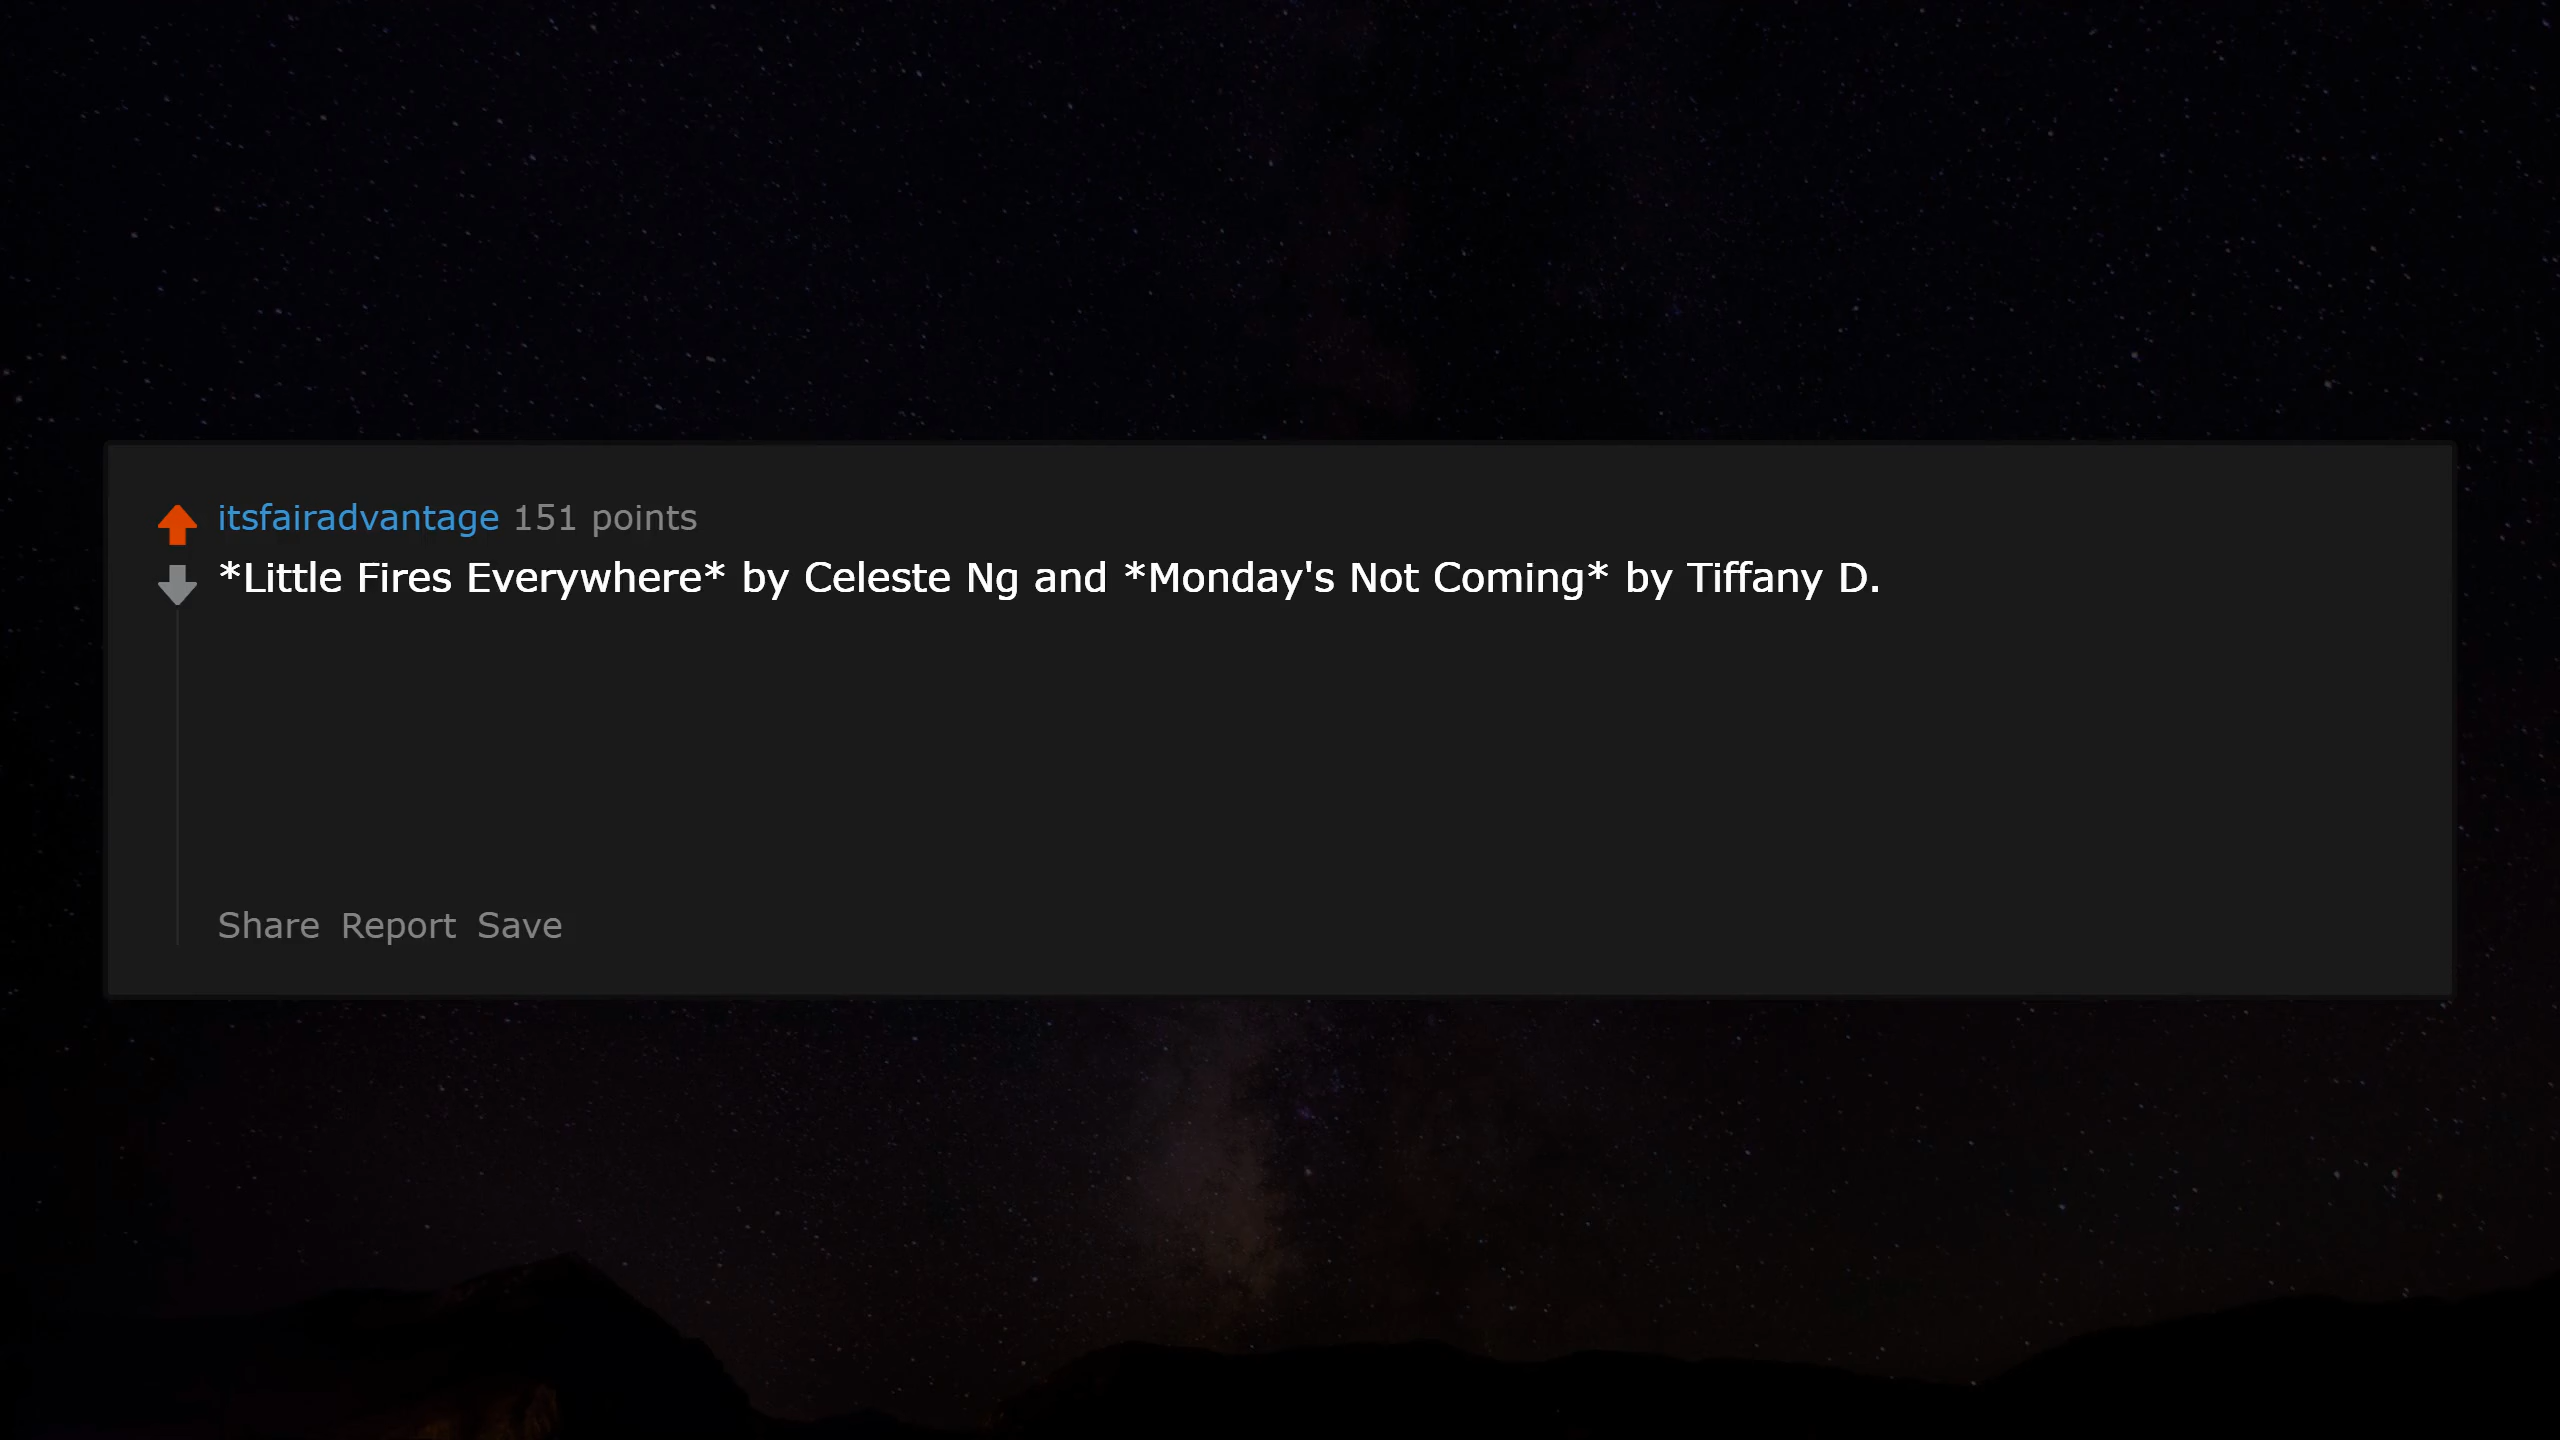 itsfairadvantage 151 points
*Little Fires Everywhere* by Celeste Ng and *Monday's Not Coming* by Tiffany D.
Share Report Save